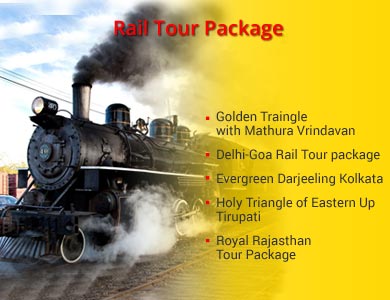 Rail Tour Package
Golden Traingle
with Mathura Vrindavan
Delhi-Goa Rail Tour package
Evergreen Darjeeling Kolkata
Holy Triangle of Eastern Up
Tirupati
Royal Rajasthan
Tour Package